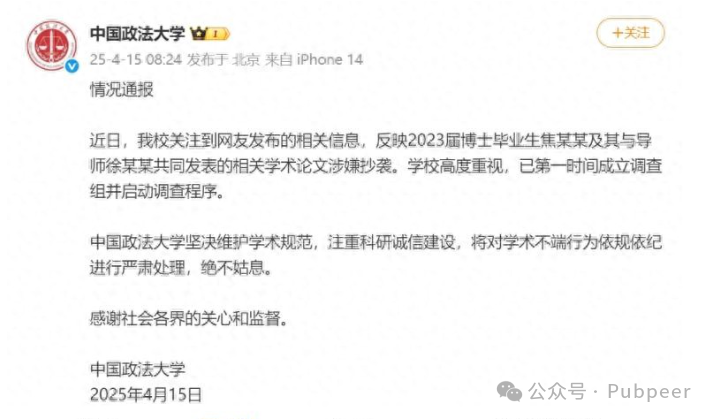 中国政法大学
+关注
25-4-15 08:24 发布于 北京 来自 iPhone 14
情况通报
近日，我校关注到网友发布的相关信息，反映2023届博士毕业生焦某某及其与导
师徐某某共同发表的相关学术论文涉嫌抄袭。学校高度重视，已第一时间成立调查
组并启动调查程序。
中国政法大学坚决维护学术规范，注重科研诚信建设，将对学术不端行为依规依纪
进行严肃处理，绝不姑息。
感谢社会各界的关心和监督。
中国政法大学
2025年4月15日
公众号 · Pubpeer